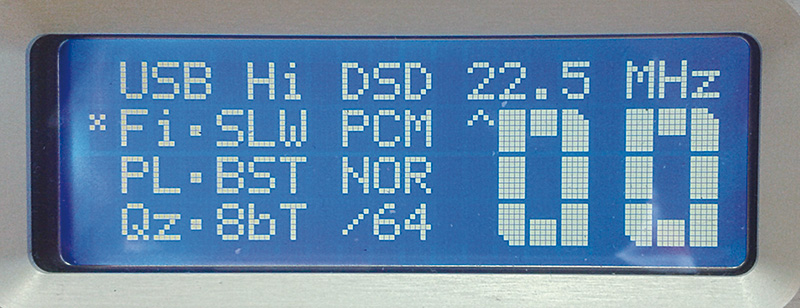 USB Hi DSD 22.5 MHz
x Fi·SLW PCM ^
PL·BST NOR
Qz·8bT /64
00